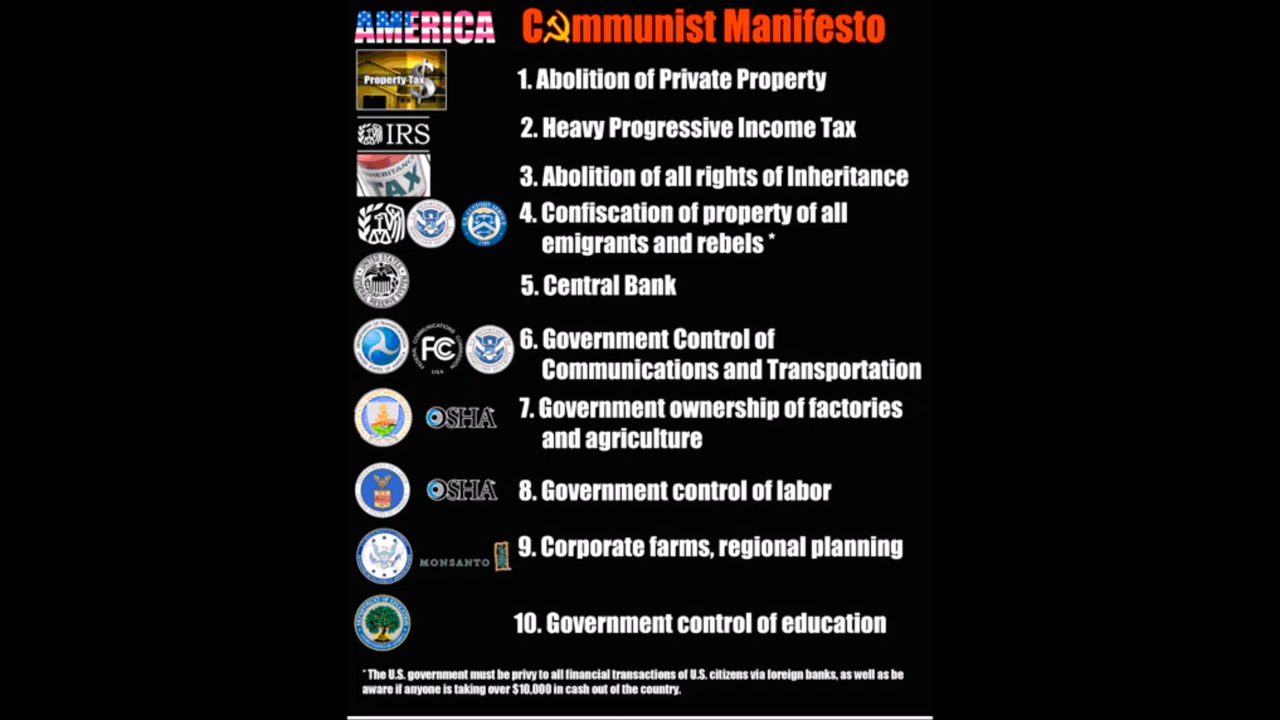 AMERICA Communist Manifesto
Property Tax $
1. Abolition of Private Property
IRS
2. Heavy Progressive Income Tax
TAX
3. Abolition of all rights of Inheritance
4. Confiscation of property of all
emigrants and rebels *
5. Central Bank
FC
USA
6. Government Control of
Communications and Transportation
OSHA
7. Government ownership of factories
and agriculture
OSHA
8. Government control of labor
MONSANTO
9. Corporate farms, regional planning
10. Government control of education
* The U.S. government must be privy to all financial transactions of U.S. citizens via foreign banks, as well as be
aware if anyone is taking over $10,000 in cash out of the country.